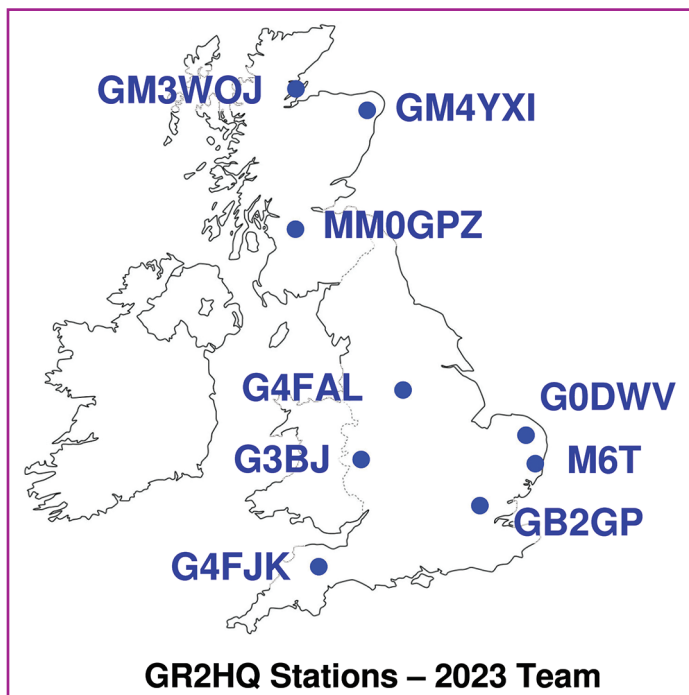 GM3WOJ
GM4YXI
MM0GPZ
G4FAL
G0DWV
G3BJ
M6T
GB2GP
G4FJK
GR2HQ Stations – 2023 Team